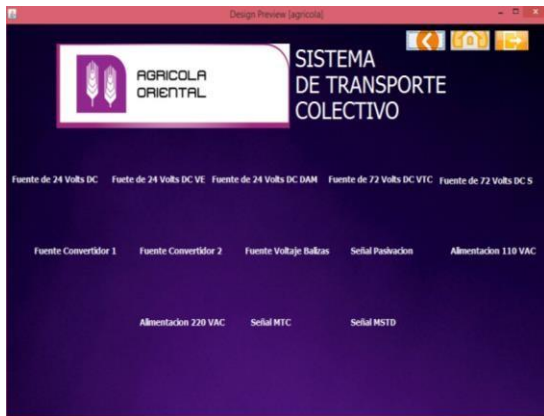 Design Preview [agricola]
AGRICOLA
ORIENTAL
SISTEMA
DE TRANSPORTE
COLECTIVO
Fuente de 24 Volts DC
Fuete de 24 Volts DC VE
Fuente de 24 Volts DC DAM
Fuente de 72 Volts DC VTC
Fuente de 72 Volts DC S
Fuente Convertidor 1
Fuente Convertidor 2
Fuente Voltaje Balizas
Señal Pasivacion
Alimentacion 110 VAC
Alimentacion 220 VAC
Señal MTC
Señal MSTD